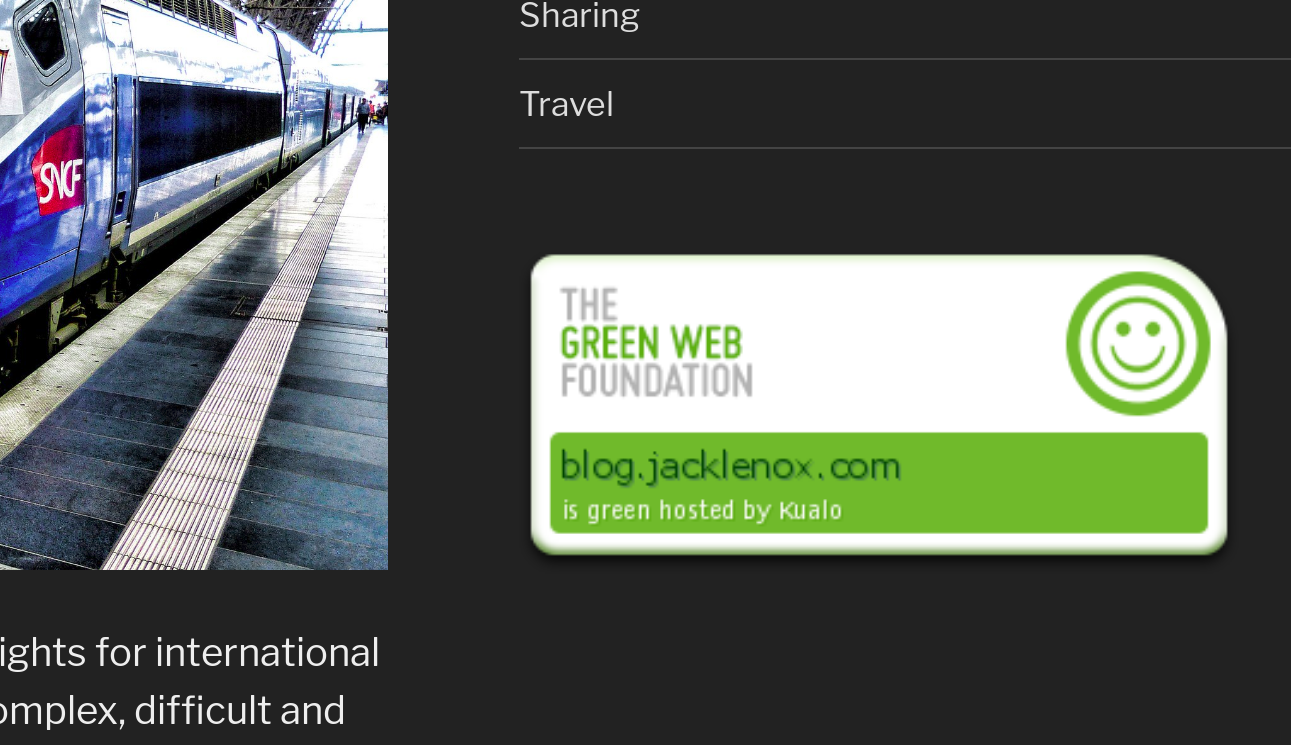 Sharing
Travel
SNCF
THE
GREEN WEB
FOUNDATION
blog.jacklenox.com
is green hosted by Kualo
ights for international
omplex, difficult and